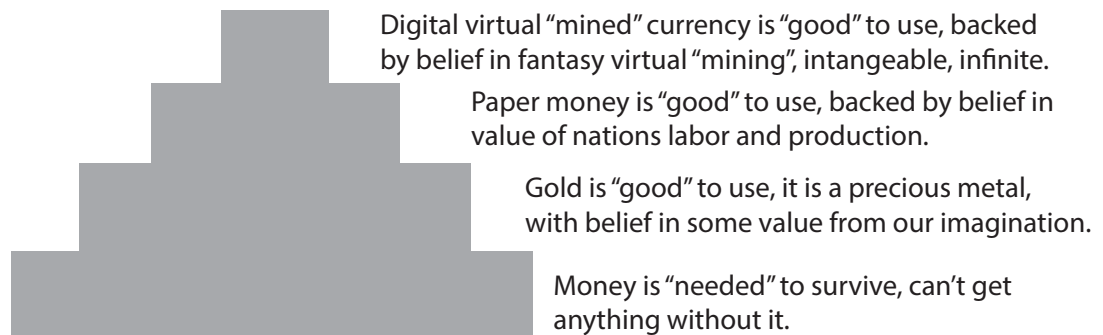 Digital virtual “mined” currency is “good” to use, backed
by belief in fantasy virtual “mining”, intangeable, infinite.
Paper money is “good” to use, backed by belief in
value of nations labor and production.
Gold is “good” to use, it is a precious metal,
with belief in some value from our imagination.
Money is “needed” to survive, can’t get
anything without it.